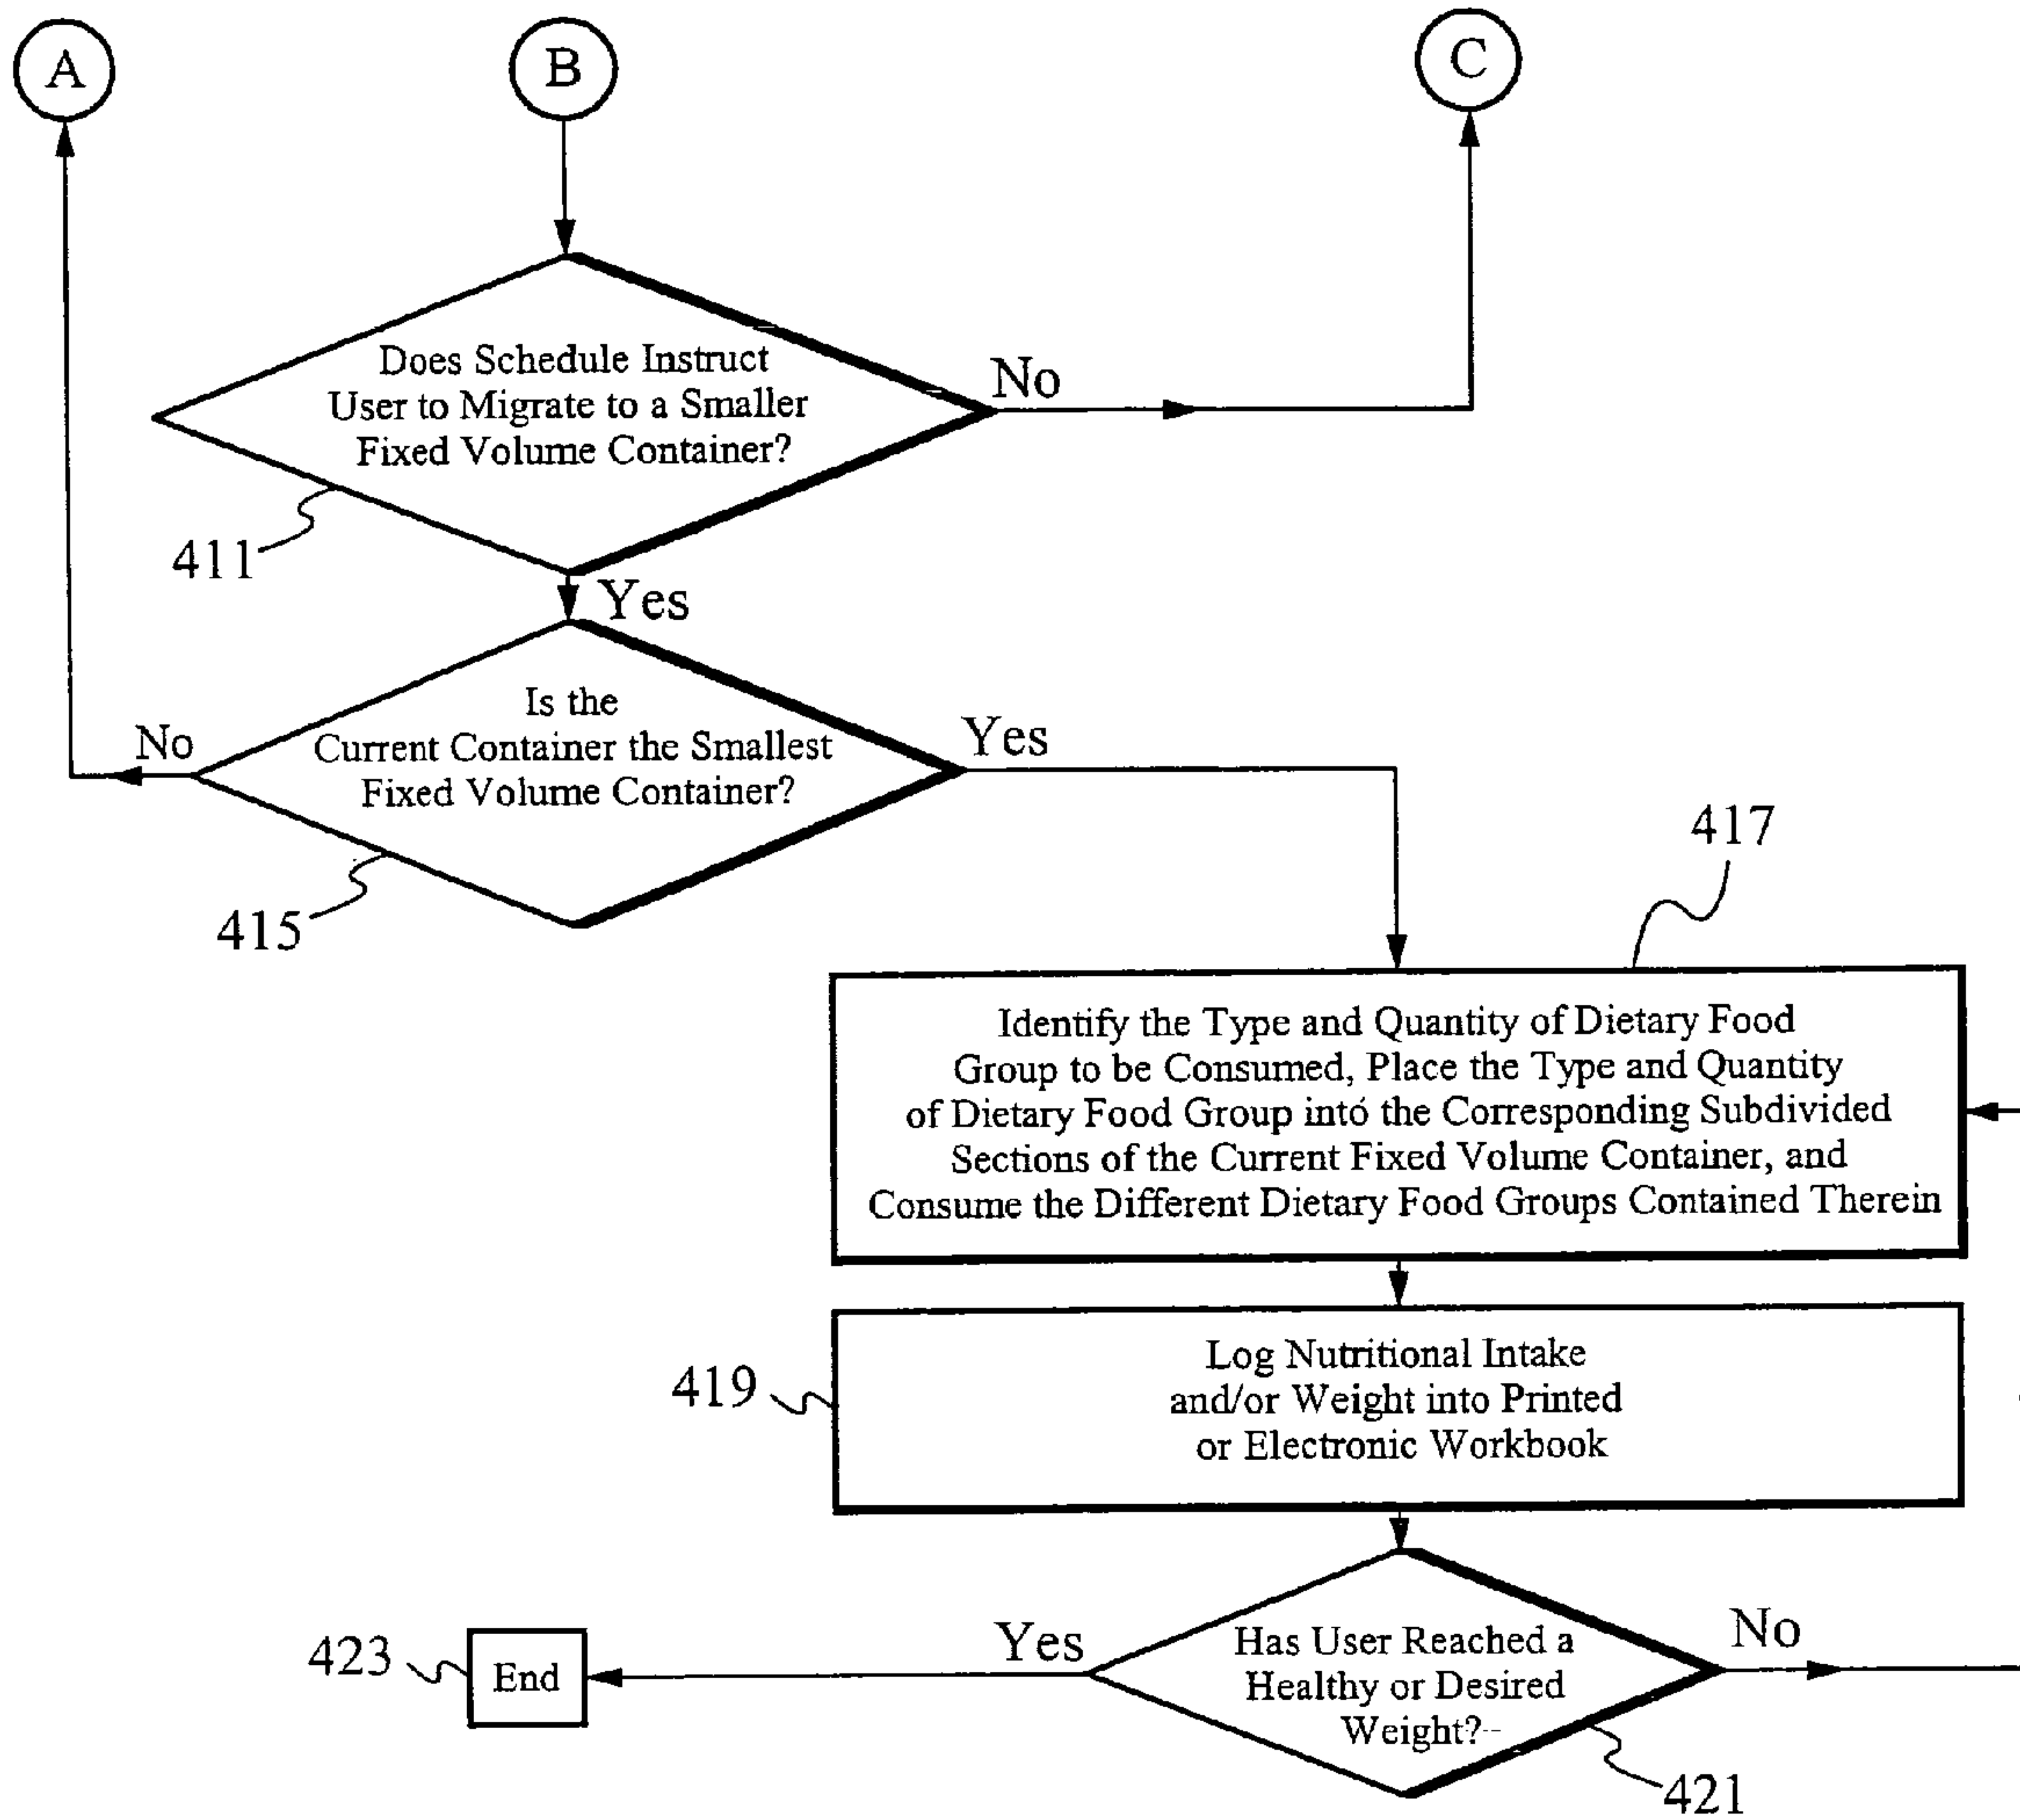 A
B
C
Does Schedule Instruct
User to Migrate to a Smaller
Fixed Volume Container?
No
411
Yes
Is the
Current Container the Smallest
Fixed Volume Container?
No
Yes
415
417
Identify the Type and Quantity of Dietary Food
Group to be Consumed, Place the Type and Quantity
of Dietary Food Group into the Corresponding Subdivided
Sections of the Current Fixed Volume Container, and
Consume the Different Dietary Food Groups Contained Therein
419
Log Nutritional Intake
and/or Weight into Printed
or Electronic Workbook
Has User Reached a
Healthy or Desired
Weight?
Yes
No
423
End
421